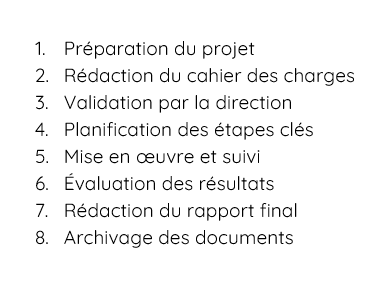 1. Préparation du projet
2. Rédaction du cahier des charges
3. Validation par la direction
4. Planification des étapes clés
5. Mise en œuvre et suivi
6. Évaluation des résultats
7. Rédaction du rapport final
8. Archivage des documents